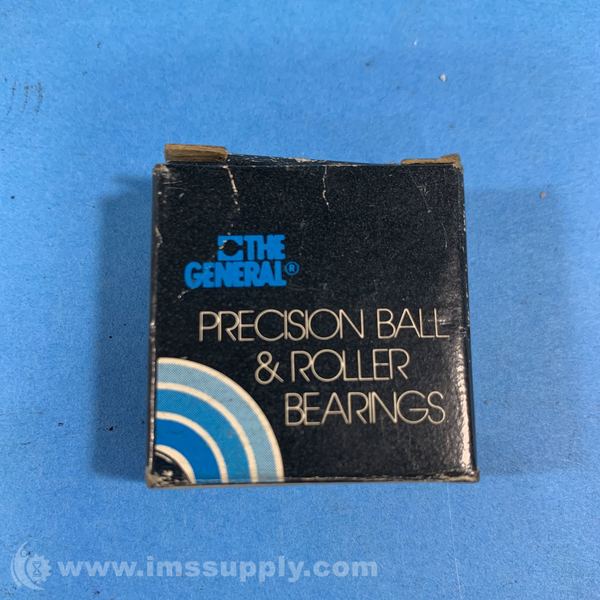 THE
GENERAL®
PRECISION BALL
& ROLLER
BEARINGS
www.imssupply.com